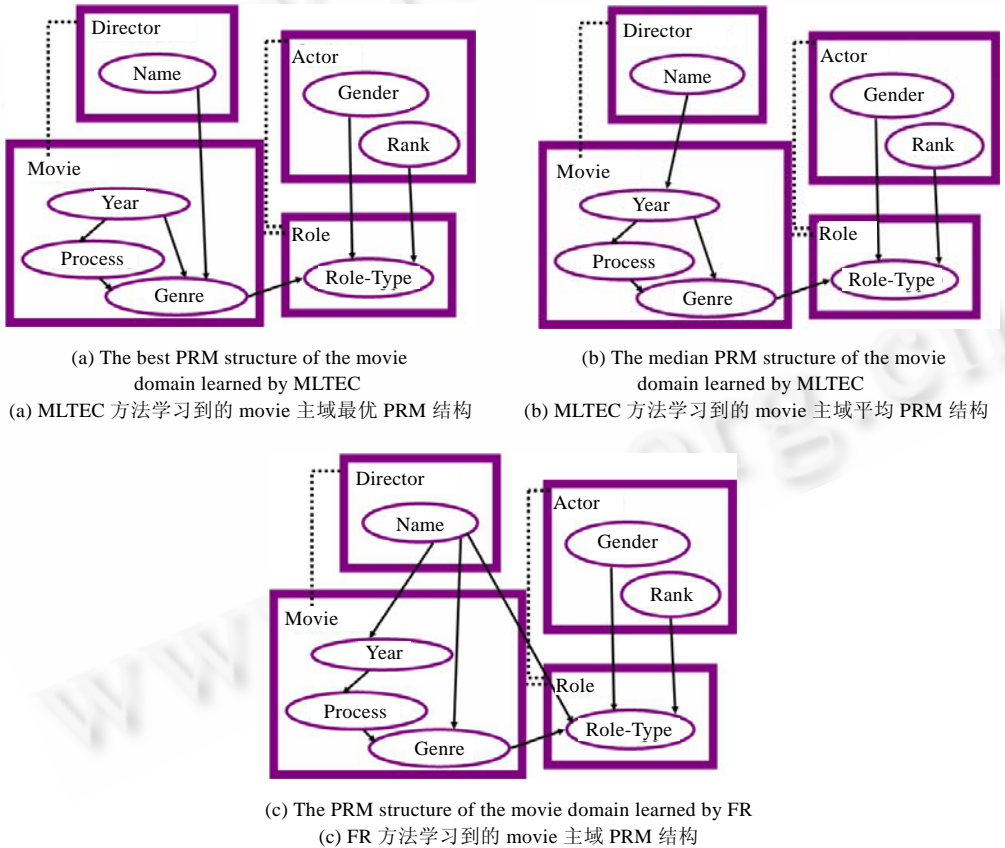 Director
Name
Actor
Gender
Rank
Movie
Year
Process
Genre
Role
Role-Type
(a) The best PRM structure of the movie
domain learned by MLTEC
(a) MLTEC 方法学习到的 movie 主域最优 PRM 结构
Director
Name
Actor
Gender
Rank
Movie
Year
Process
Genre
Role
Role-Type
(b) The median PRM structure of the movie
domain learned by MLTEC
(b) MLTEC 方法学习到的 movie 主域平均 PRM 结构
Director
Name
Actor
Gender
Rank
Movie
Year
Process
Genre
Role
Role-Type
(c) The PRM structure of the movie domain learned by FR
(c) FR 方法学习到的 movie 主域 PRM 结构